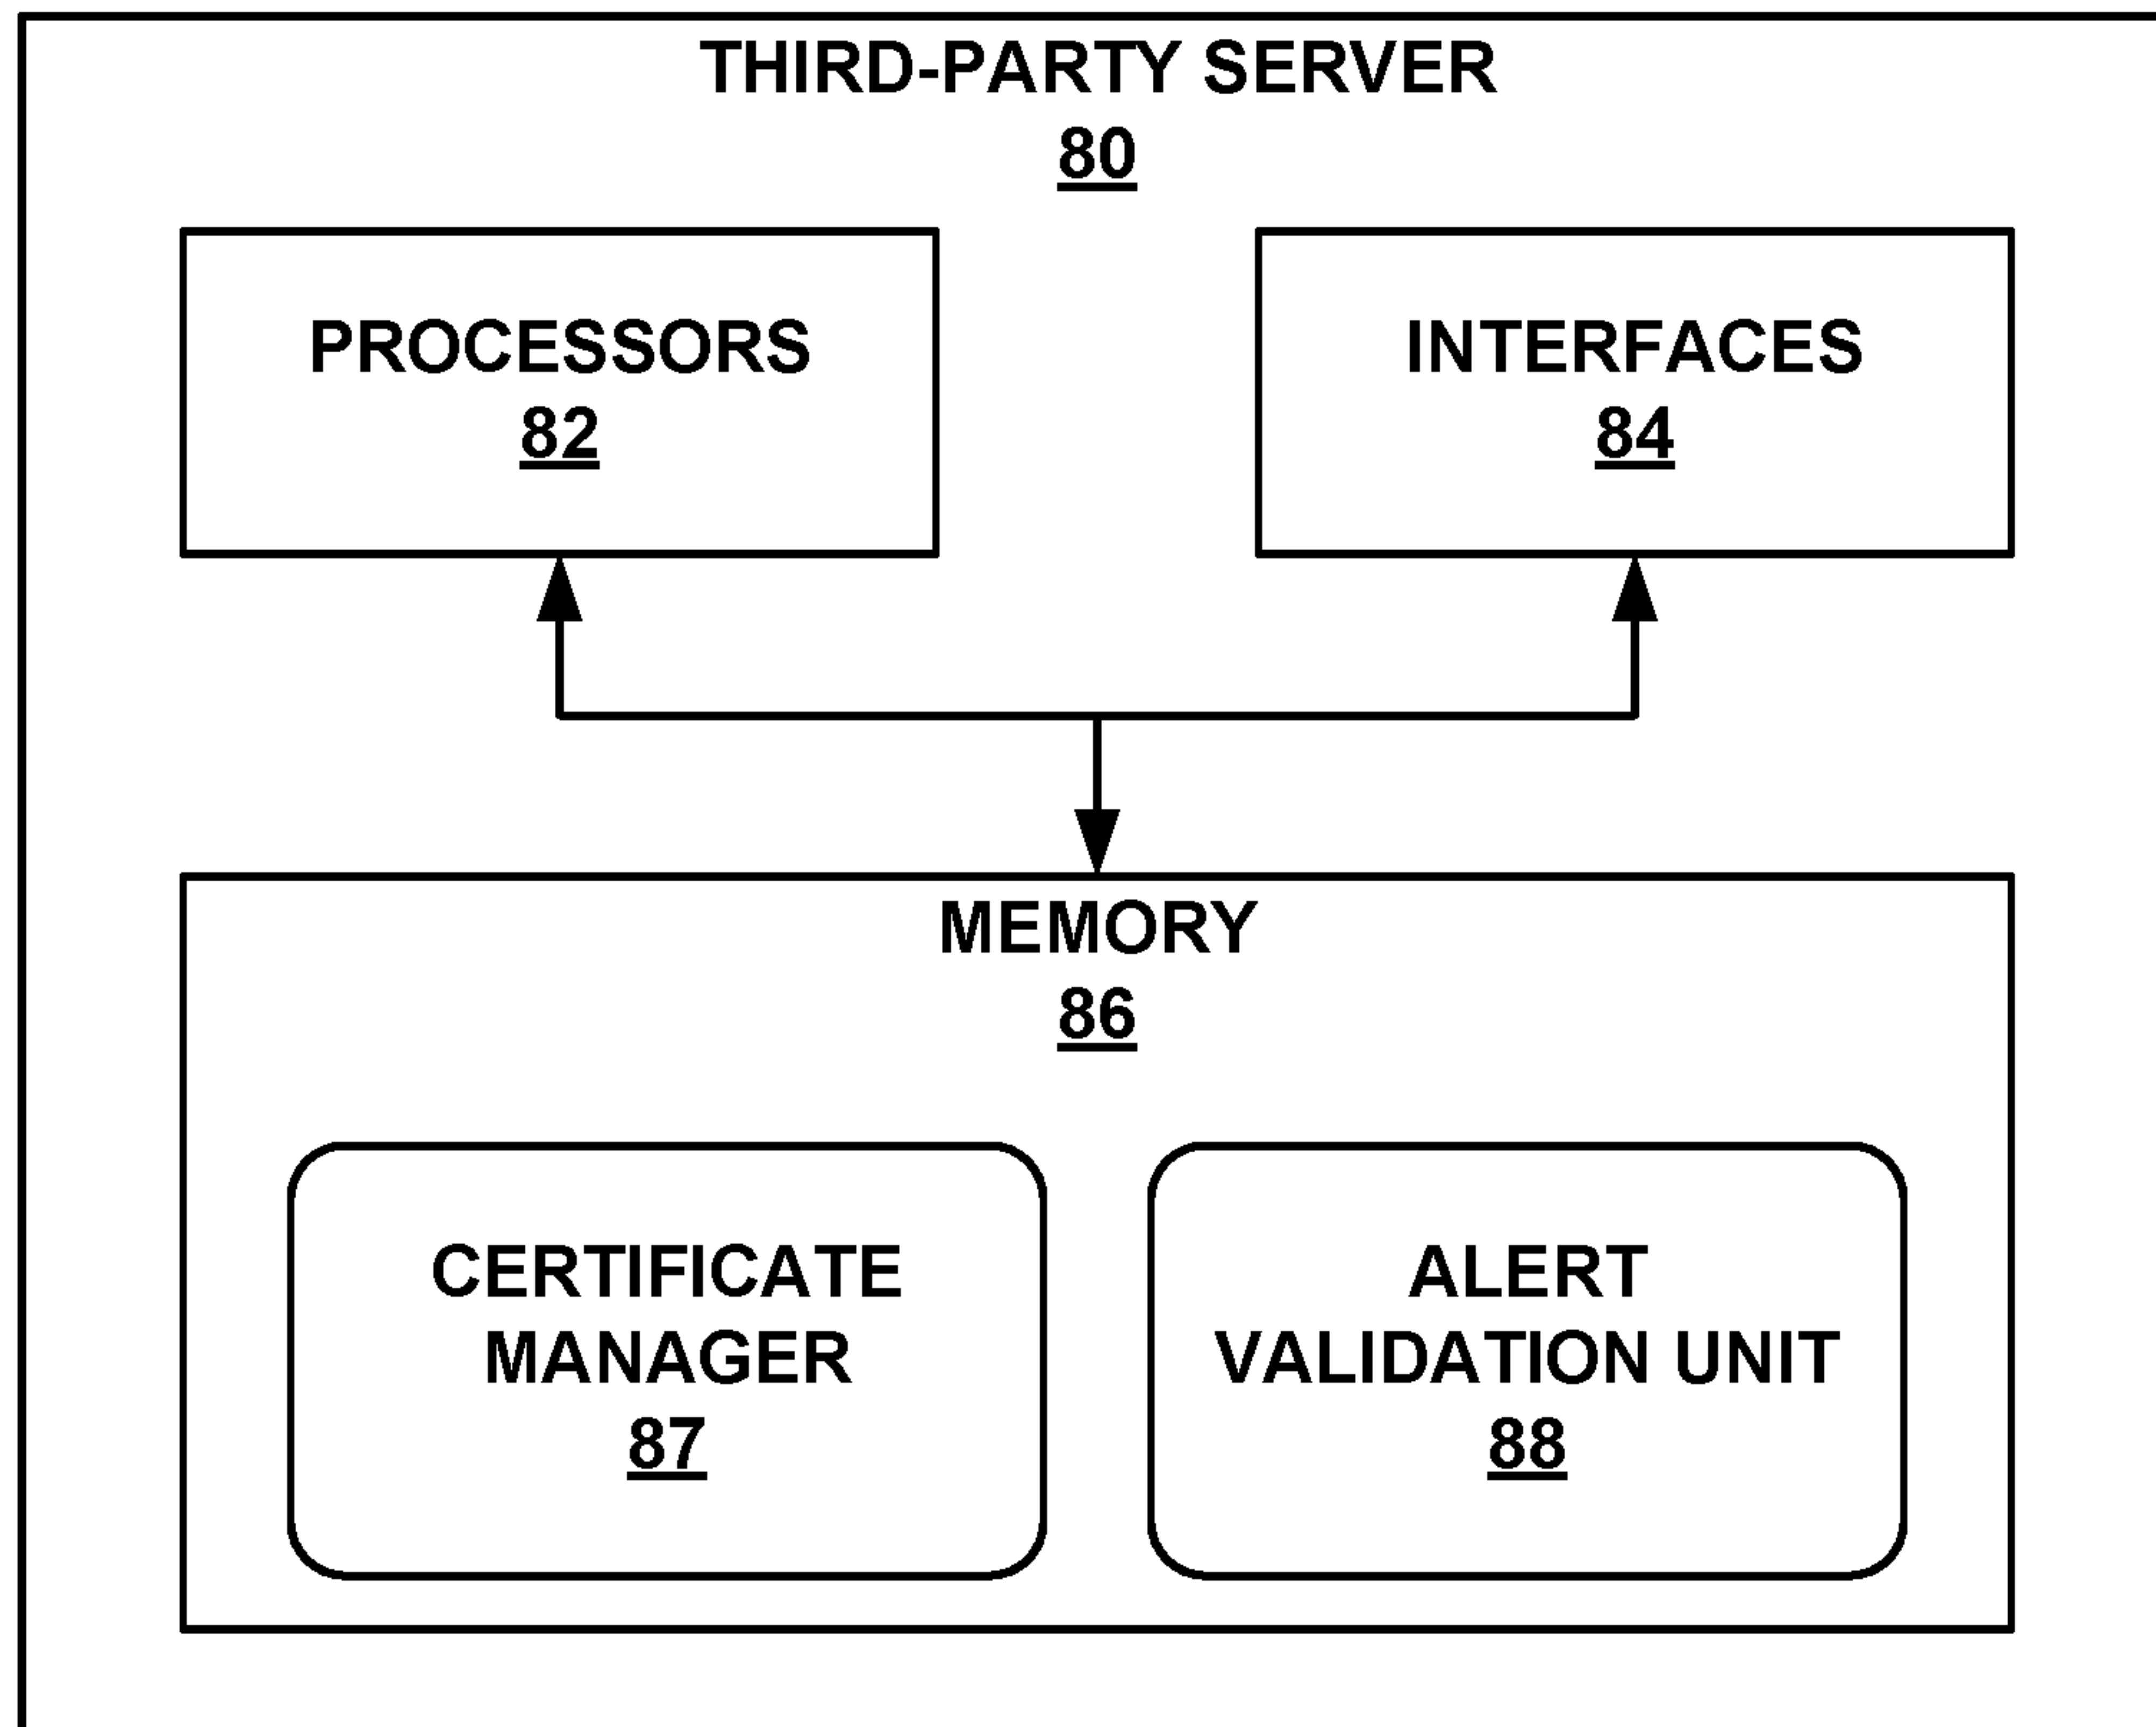 THIRD-PARTY SERVER
80
PROCESSORS
82
INTERFACES
84
MEMORY
86
CERTIFICATE
MANAGER
87
ALERT
VALIDATION UNIT
88